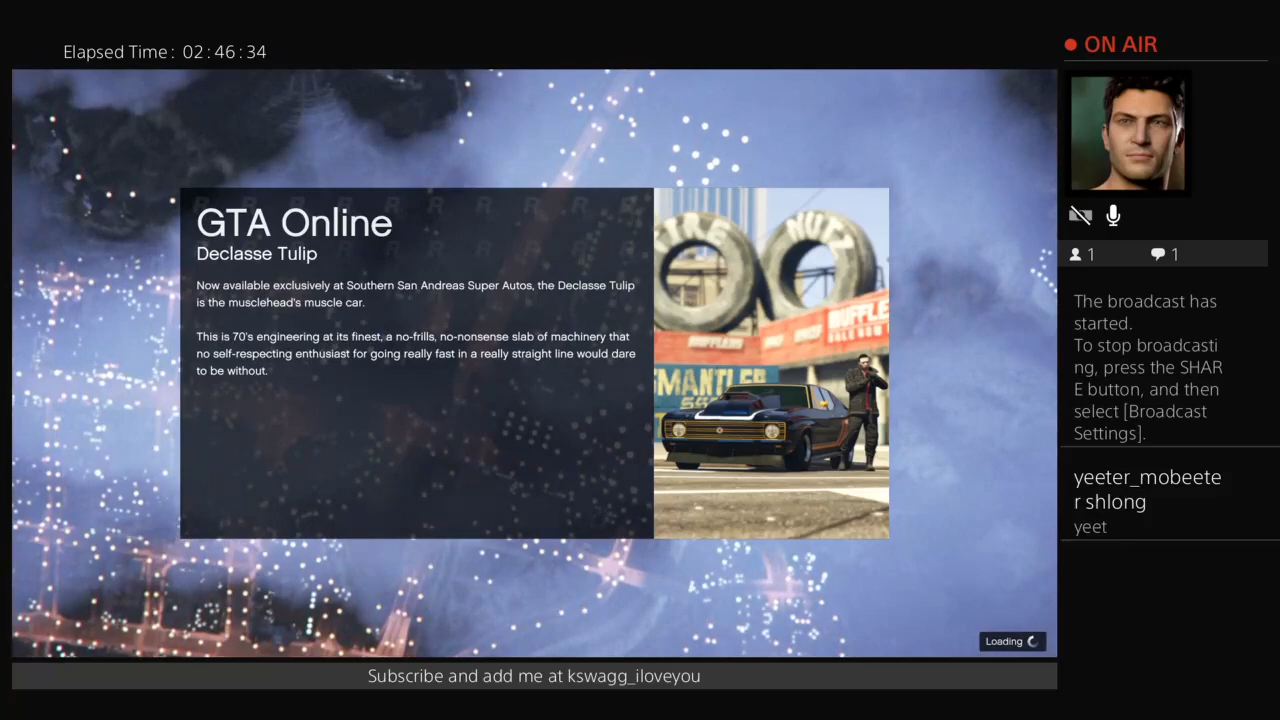 Elapsed Time: 02:46:34
ON AIR
GTA Online
Declasse Tulip
Now available exclusively at Southern San Andreas Super Autos, the Declasse Tulip
is the musclehead's muscle car.
This is 70's engineering at its finest, a no-frills, no-nonsense slab of machinery that
no self-respecting enthusiast for going really fast in a really straight line would dare
to be without.
NUTZ
MUFFLE
MANTLER
1
1
The broadcast has
started.
To stop broadcasti
ng, press the SHAR
E button, and then
select [Broadcast
Settings].
yeeter_mobeete
r shlong
yeet
Loading
Subscribe and add me at kswagg_iloveyou